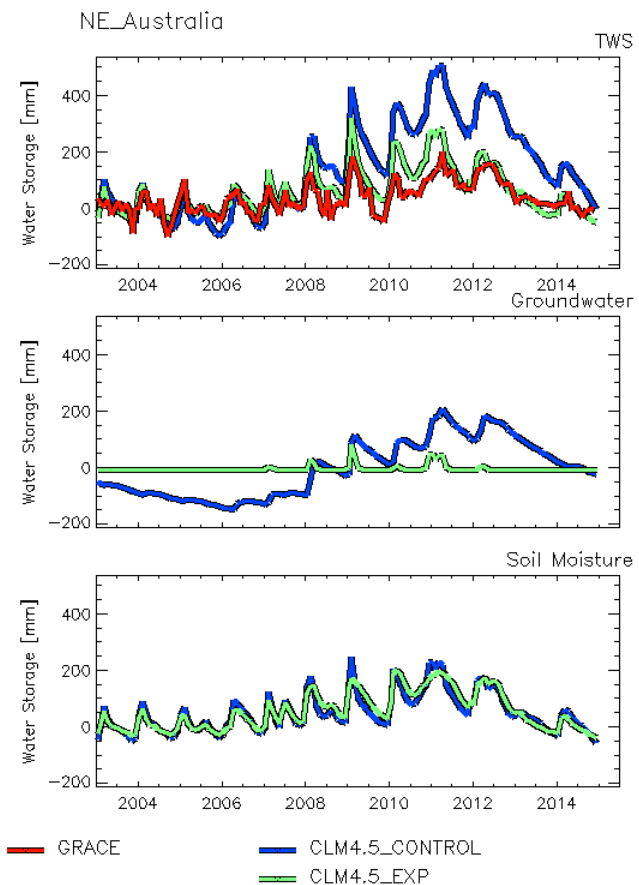 NE_Australia
TWS
Water Storage [mm]
400
200
0
−200
2004 2006 2008 2010 2012 2014
Groundwater
Water Storage [mm]
400
200
0
−200
2004 2006 2008 2010 2012 2014
Soil Moisture
Water Storage [mm]
400
200
0
−200
2004 2006 2008 2010 2012 2014
GRACE CLM4.5_CONTROL
CLM4.5_EXP